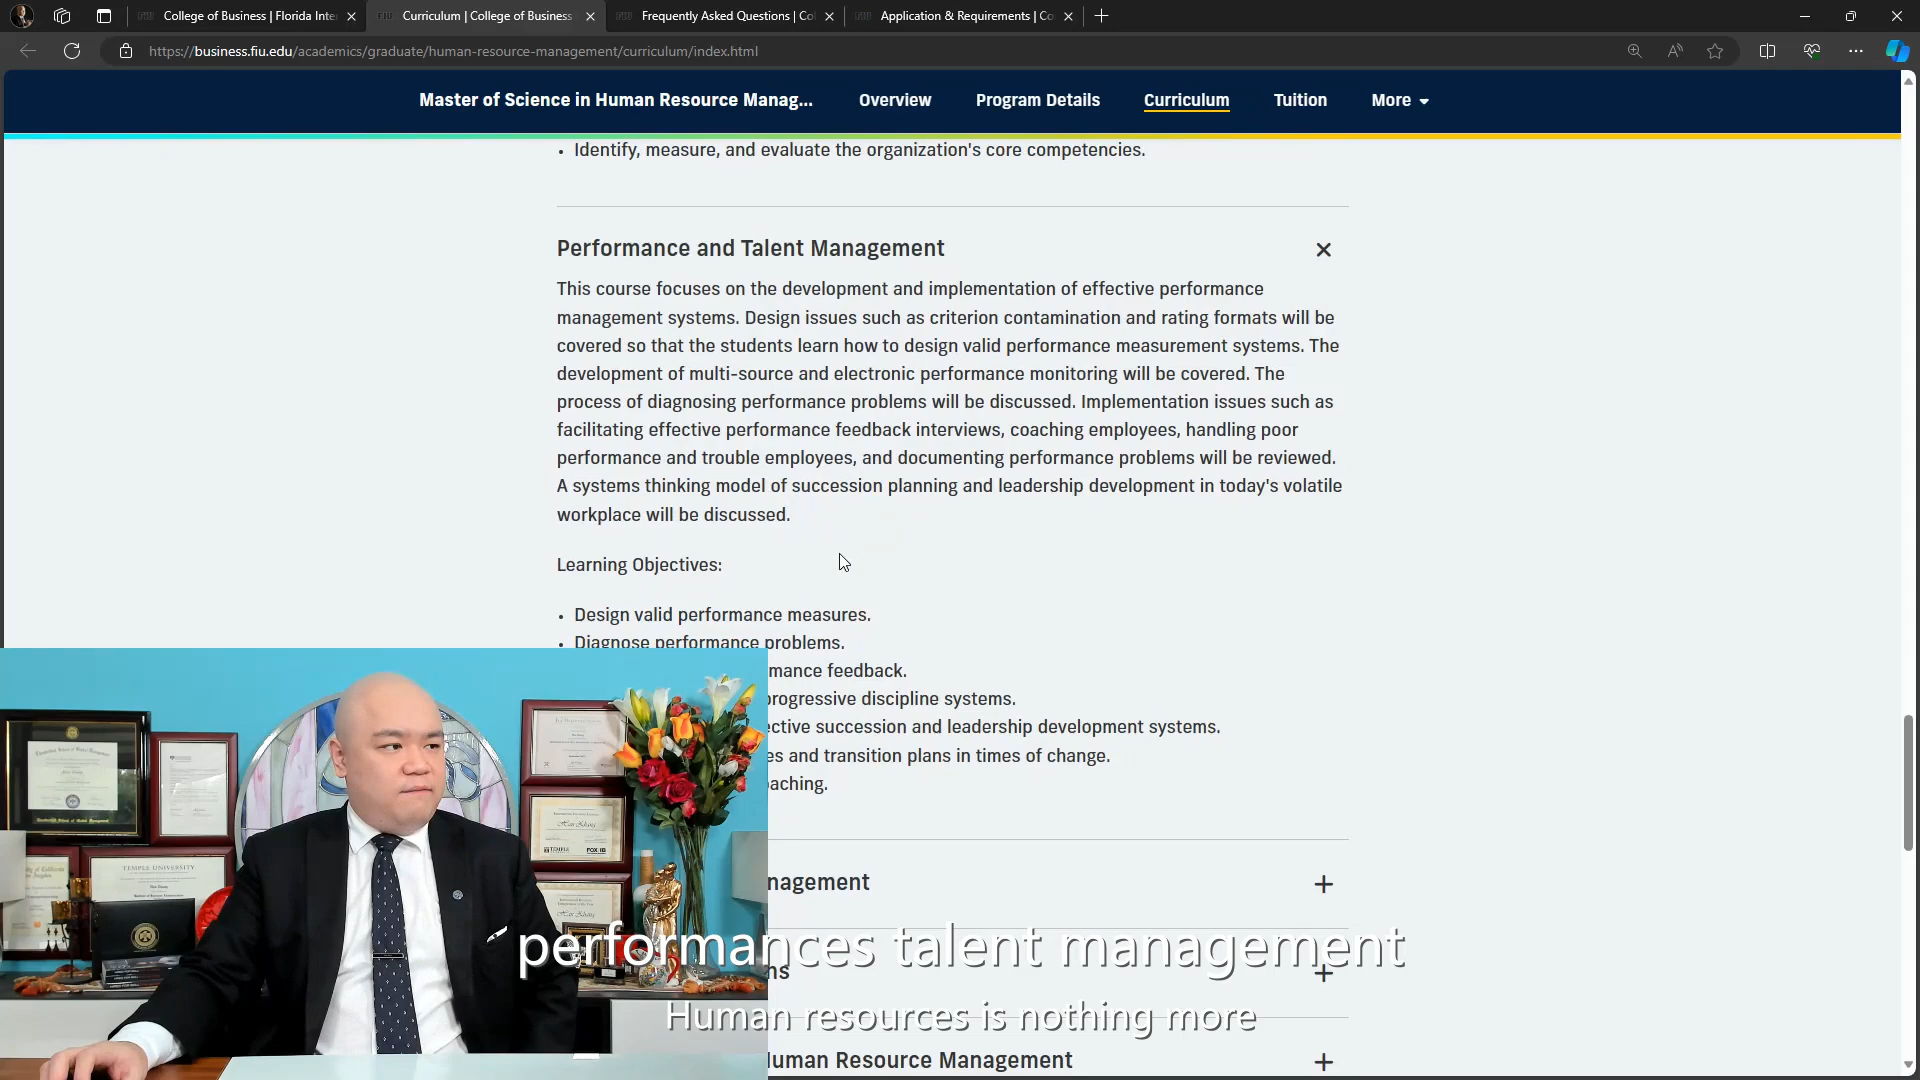 College of Business | Florida Inte
Curriculum | College of Business
Frequently Asked Questions | Co
Application & Requirements | Co
https://business.fiu.edu/academics/graduate/human-resource-management/curriculum/index.html
Master of Science in Human Resource Manag...
Overview
Program Details
Curriculum
Tuition
More
• Identify, measure, and evaluate the organization's core competencies.
Performance and Talent Management
This course focuses on the development and implementation of effective performance
management systems. Design issues such as criterion contamination and rating formats will be
covered so that the students learn how to design valid performance measurement systems. The
development of multi-source and electronic performance monitoring will be covered. The
process of diagnosing performance problems will be discussed. Implementation issues such as
facilitating effective performance feedback interviews, coaching employees, handling poor
performance and trouble employees, and documenting performance problems will be reviewed.
A systems thinking model of succession planning and leadership development in today's volatile
workplace will be discussed.
Learning Objectives:
• Design valid performance measures.
• Diagnose performance problems.
mance feedback.
progressive discipline systems.
ective succession and leadership development systems.
es and transition plans in times of change.
aching.
nagement
ns
uman Resource Management
TEMPLE UNIVERSITY
TEMPLE
FOX
performances talent management
Human resources is nothing more